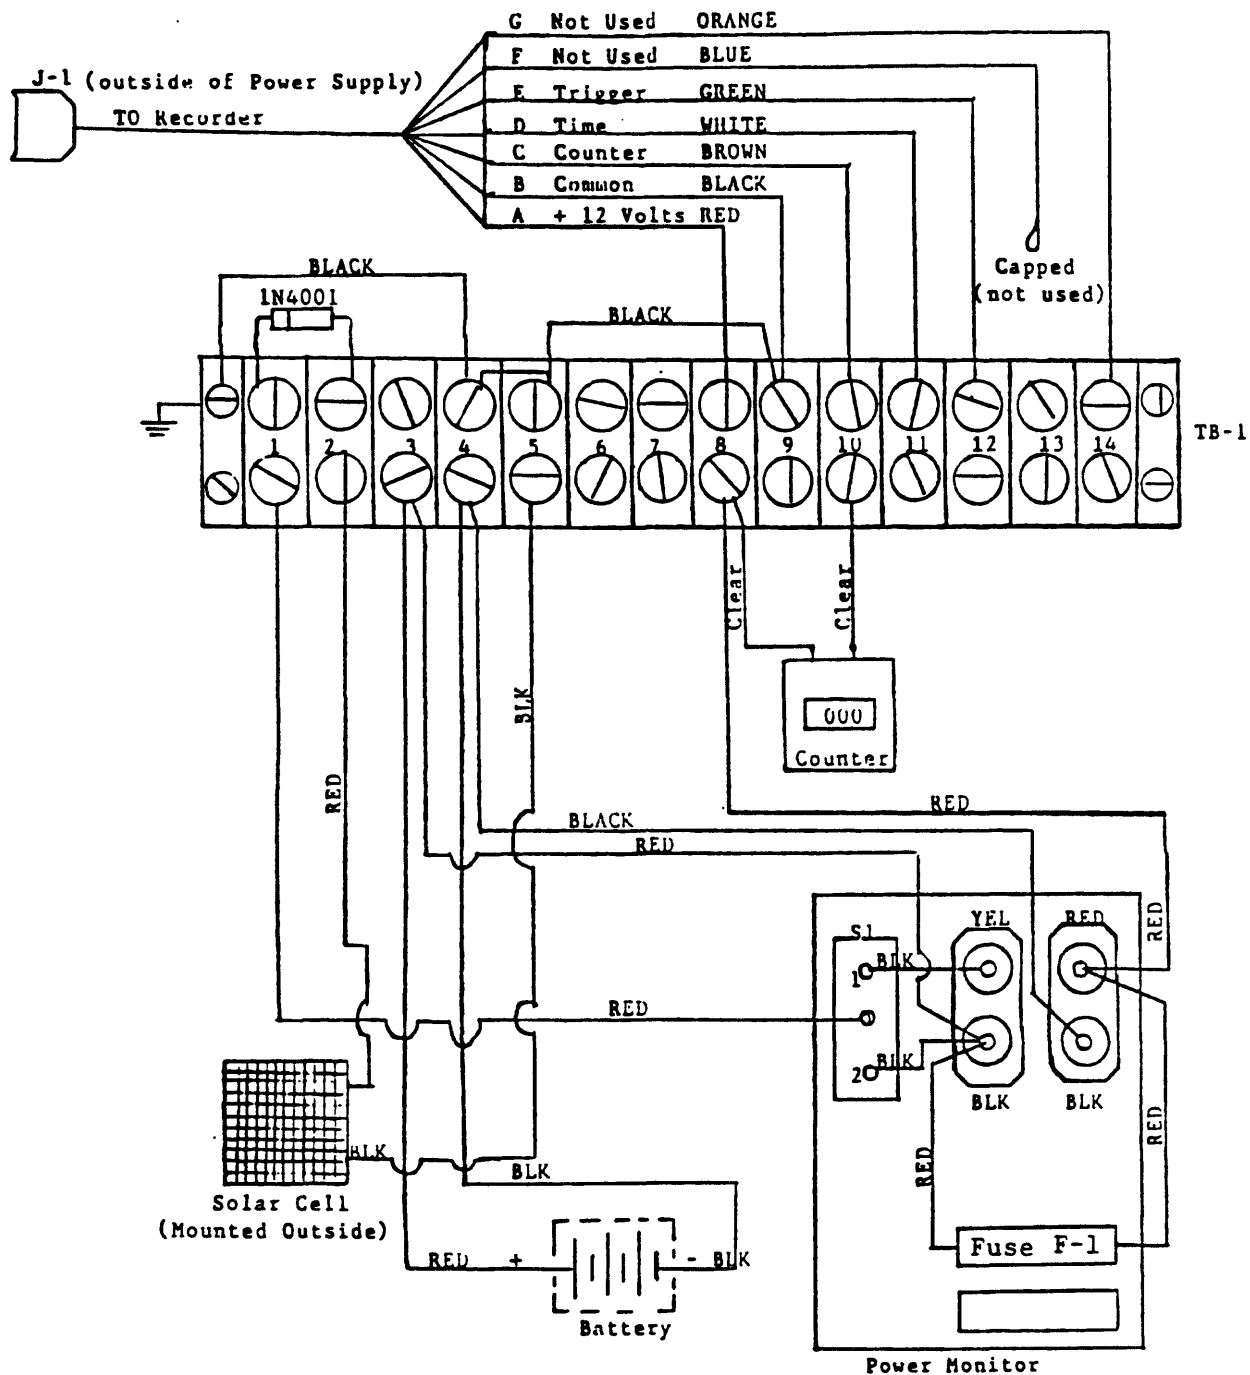 G Not Used ORANGE
F Not Used BLUE
J-1 (outside of Power Supply)
E Trigger GREEN
TO Recorder
D Time WHITE
C Counter BROWN
B Common BLACK
A + 12 Volts RED
Capped
(not used)
BLACK
1N4001
BLACK
1 2 3 4 5 6 7 8 9 10 11 12 13 14
TB-1
Clear
Clear
BLK
000
Counter
RED
RED
BLACK
RED
RED
YEL RED
S1
1 BLK
RED
2 BLK
BLK BLK
RED
BLK
BLK
RED
Solar Cell
(Mounted Outside)
Fuse F-1
RED + - BLK
Battery
Power Monitor